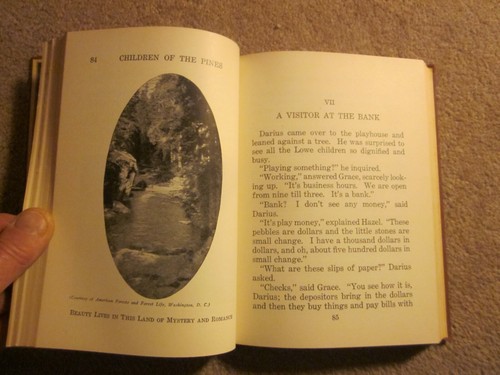 84 CHILDREN OF THE PINES
(Courtesy of American Forests and Forest Life, Washington, D. C.)
BEAUTY LIVES IN THIS LAND OF MYSTERY AND ROMANCE
VII
A VISITOR AT THE BANK
Darius came over to the playhouse and
leaned against a tree. He was surprised to
see all the Lowe children so dignified and
busy.
"Playing something?" he inquired.
"Working," answered Grace, scarcely look-
ing up. "It's business hours. We are open
from nine till three. It's a bank."
"Bank? I don't see any money," said
Darius.
"It's play money," explained Hazel. "These
pebbles are dollars and the little stones are
small change. I have a thousand dollars in
dollars, and oh, about five hundred dollars in
small change."
"What are these slips of paper?" Darius
asked.
"Checks," said Grace. "You see how it is,
Darius; the depositors bring in the dollars
and then they buy things and pay bills with
85